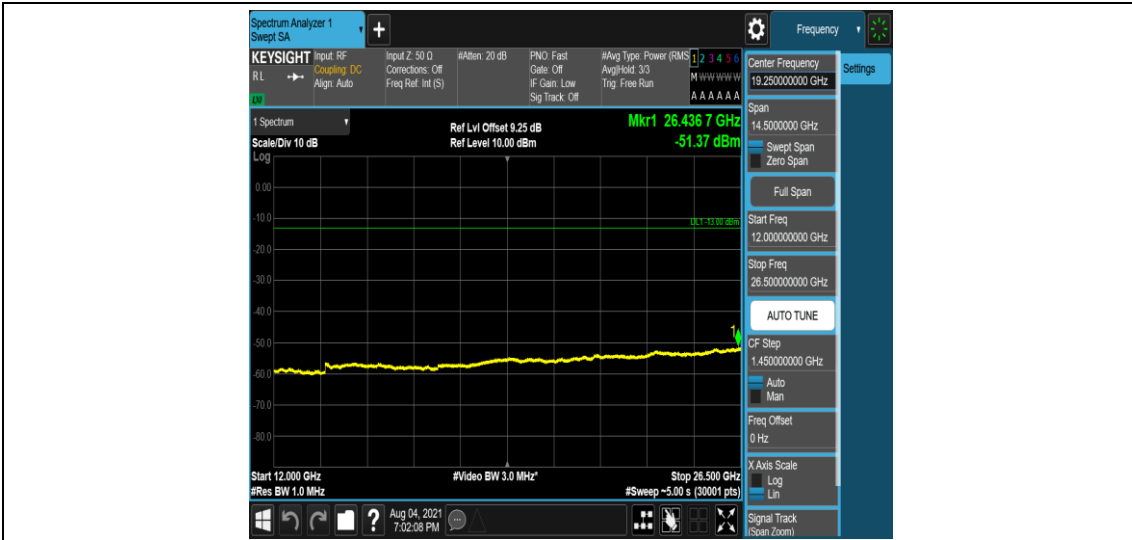 Spectrum Analyzer 1
Swept SA
+
Frequency
KEYSIGHT
RL
LXI
Input: RF
Coupling: DC
Align: Auto
Input Z: 50 Ω
Corrections: Off
Freq Ref: Int (S)
#Atten: 20 dB
PNO: Fast
Gate: Off
IF Gain: Low
Sig Track: Off
#Avg Type: Power (RMS
Avg|Hold: 3/3
Trig: Free Run
1 2 3 4 5 6
M W W W W W
A A A A A A
1 Spectrum
Scale/Div 10 dB
Log
Ref Lvl Offset 9.25 dB
Ref Level 10.00 dBm
Mkr1 26.436 7 GHz
-51.37 dBm
0.00
-10.0
DL1 -13.00 dBm
-20.0
-30.0
-40.0
1
-50.0
-60.0
-70.0
-80.0
Start 12.000 GHz
#Video BW 3.0 MHz*
Stop 26.500 GHz
#Res BW 1.0 MHz
#Sweep ~5.00 s (30001 pts)
?
Aug 04, 2021
7:02:08 PM
Center Frequency
19.250000000 GHz
Settings
Span
14.5000000 GHz
Swept Span
Zero Span
Full Span
Start Freq
12.000000000 GHz
Stop Freq
26.500000000 GHz
AUTO TUNE
CF Step
1.450000000 GHz
Auto
Man
Freq Offset
0 Hz
X Axis Scale
Log
Lin
Signal Track
(Span Zoom)